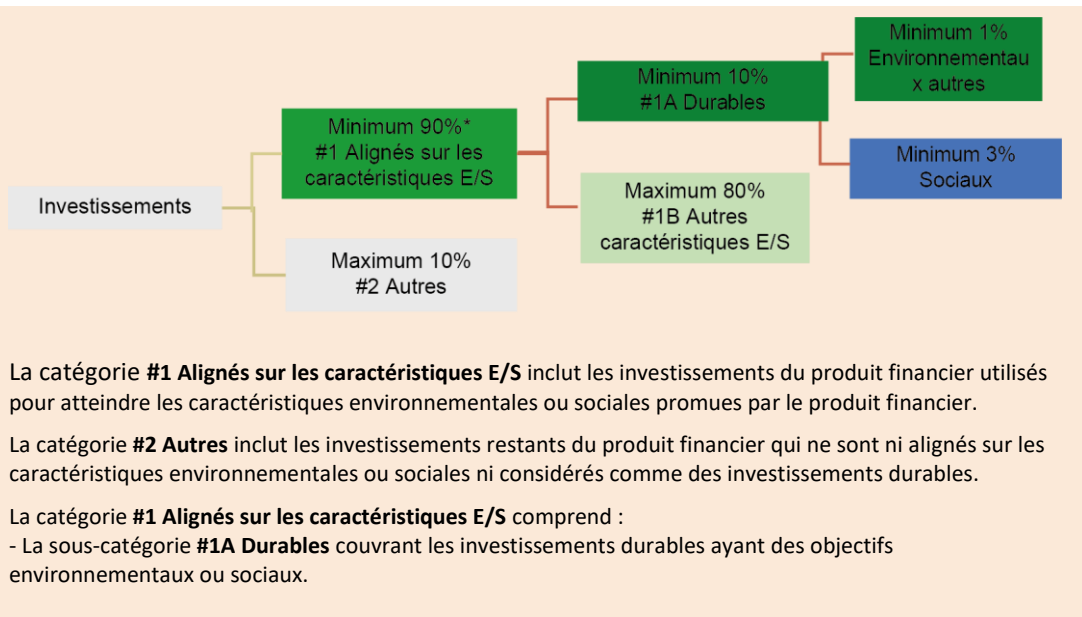 Investissements
Minimum 90%*
#1 Alignés sur les
caractéristiques E/S
Maximum 10%
#2 Autres
Minimum 10%
#1A Durables
Maximum 80%
#1B Autres
caractéristiques E/S
Minimum 1%
Environnementau
x autres
Minimum 3%
Sociaux
La catégorie #1 Alignés sur les caractéristiques E/S inclut les investissements du produit financier utilisés
pour atteindre les caractéristiques environnementales ou sociales promues par le produit financier.
La catégorie #2 Autres inclut les investissements restants du produit financier qui ne sont ni alignés sur les
caractéristiques environnementales ou sociales ni considérés comme des investissements durables.
La catégorie #1 Alignés sur les caractéristiques E/S comprend :
- La sous-catégorie #1A Durables couvrant les investissements durables ayant des objectifs
environnementaux ou sociaux.